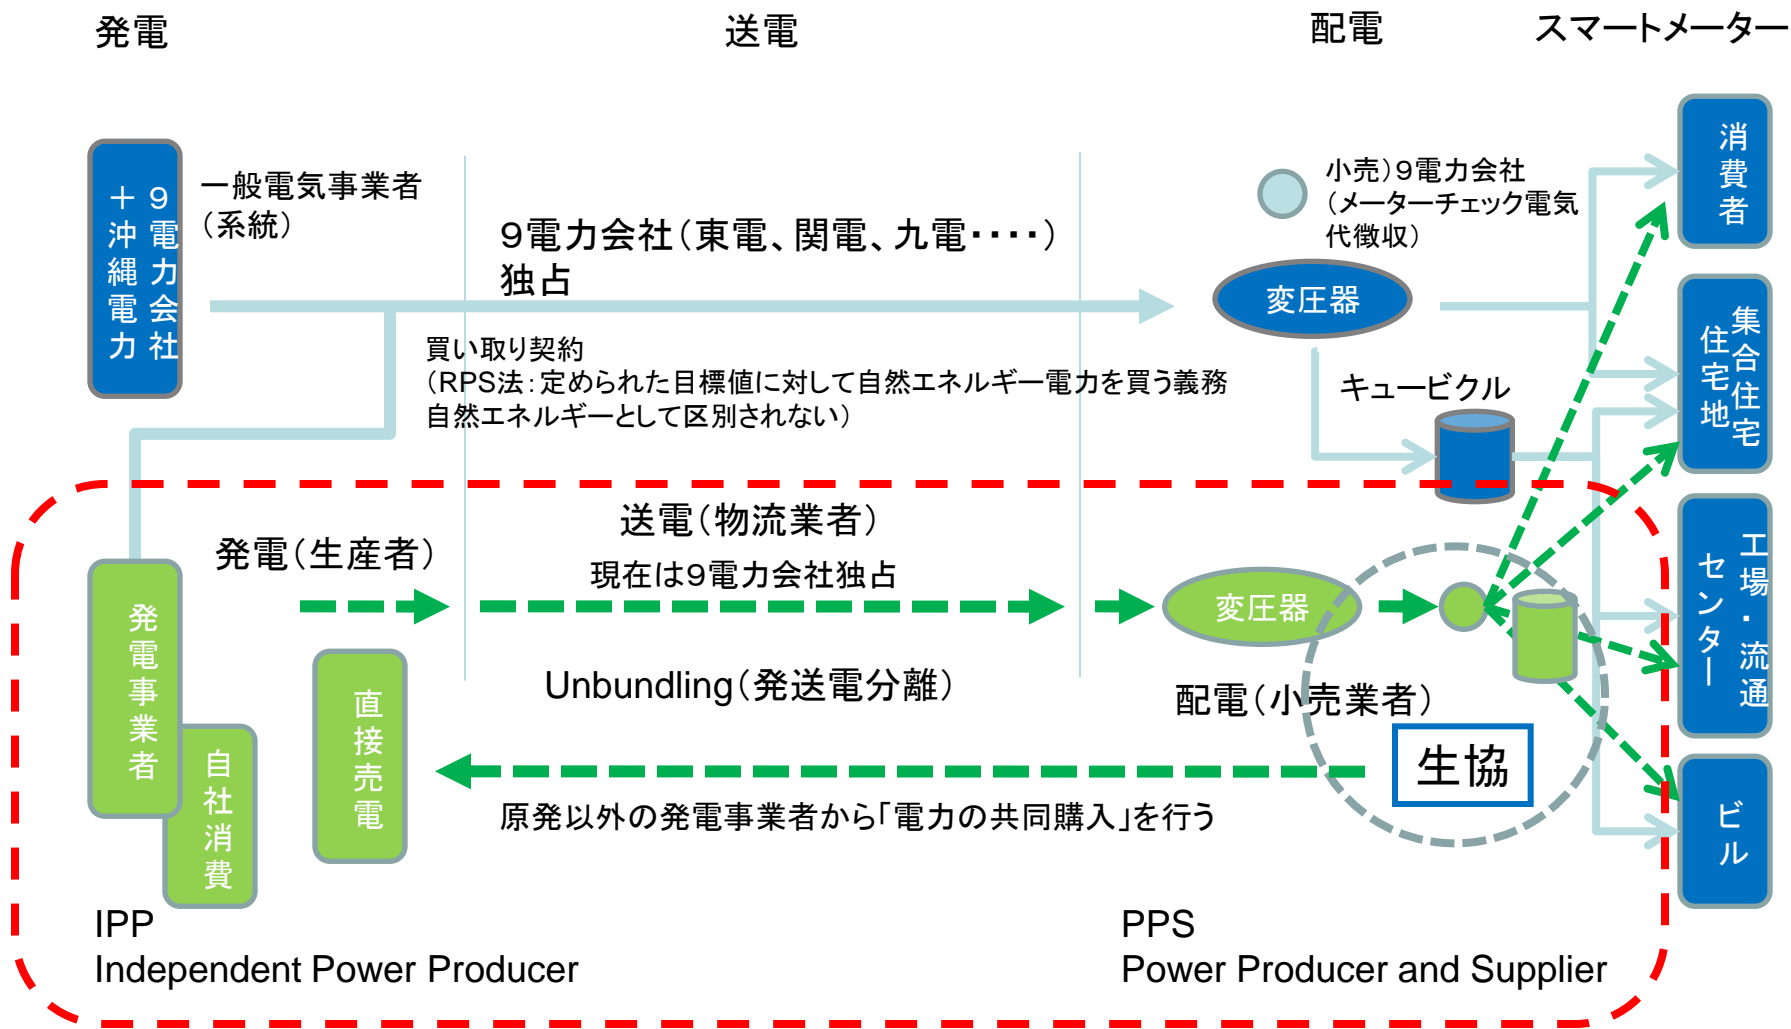 発電
送電
配電
スマートメーター
9電力会社
＋沖縄電力
一般電気事業者
（系統）
9電力会社（東電、関電、九電・・・・）
独占
小売）9電力会社
（メーターチェック電気
代徴収）
変圧器
消費者
集合住宅
住宅地
買い取り契約
（RPS法：定められた目標値に対して自然エネルギー電力を買う義務
自然エネルギーとして区別されない）
キュービクル
送電（物流業者）
発電（生産者）
現在は9電力会社独占
工場・流通
センター
発電事業者
変圧器
Unbundling（発送電分離）
配電（小売業者）
直接売電
自社消費
生協
原発以外の発電事業者から「電力の共同購入」を行う
ビル
IPP
Independent Power Producer
PPS
Power Producer and Supplier